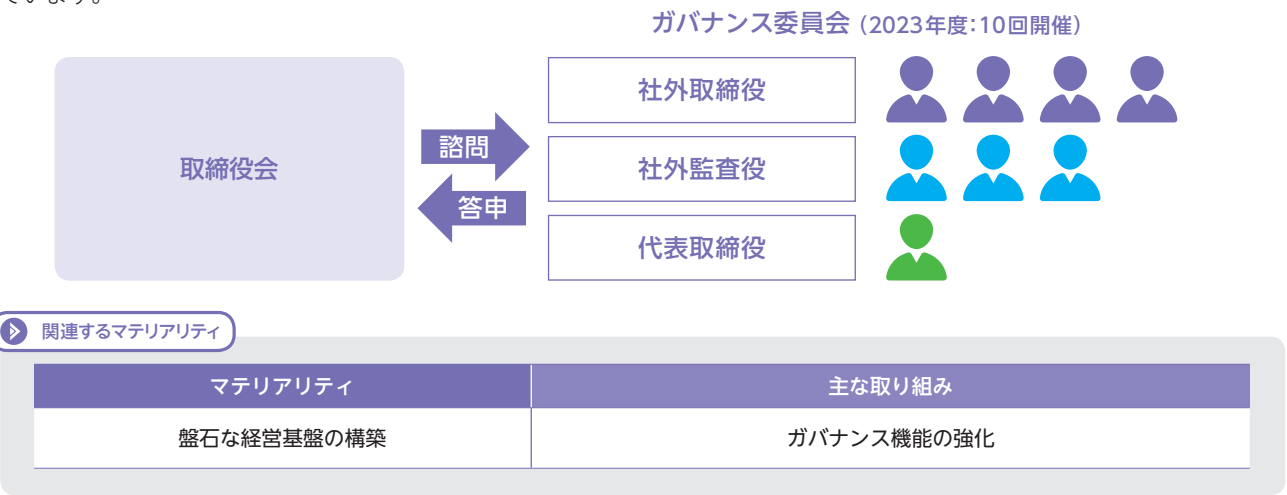 ています。
ガバナンス委員会（2023年度：10回開催）
取締役会
諮問
答申
社外取締役
社外監査役
代表取締役
関連するマテリアリティ
マテリアリティ 主な取り組み
盤石な経営基盤の構築 ガバナンス機能の強化